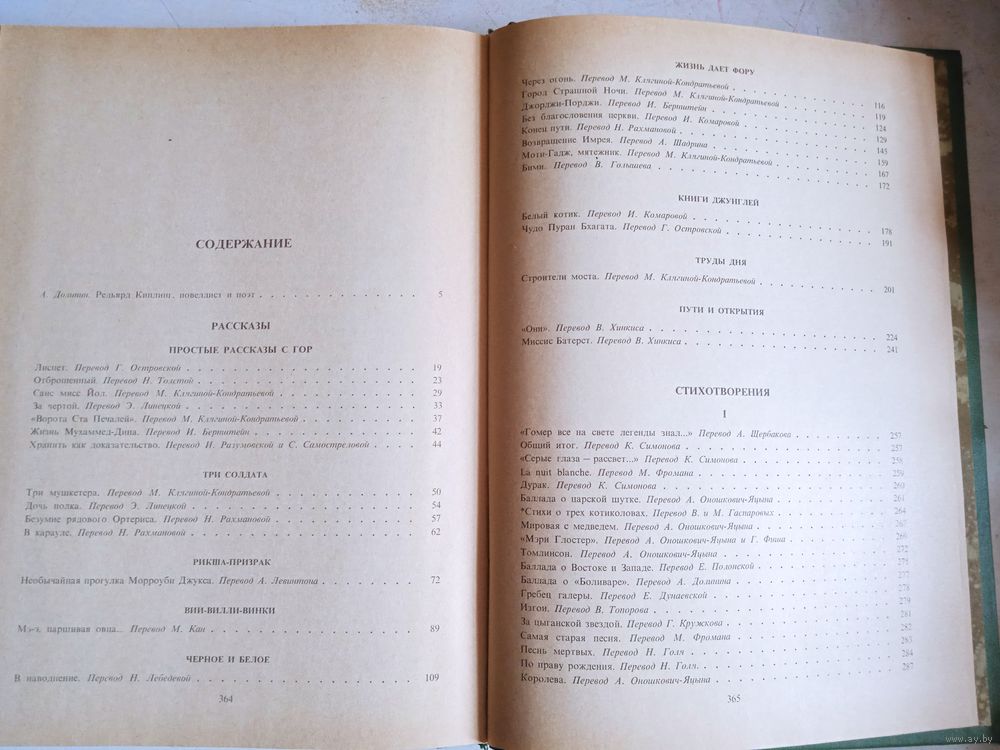 СОДЕРЖАНИЕ
А. Долинин. Редьярд Киплинг, новеллист и поэт 5
РАССКАЗЫ
ПРОСТЫЕ РАССКАЗЫ С ГОР
Лиспет. Перевод Г. Островской 19
Отброшенный. Перевод Н. Толстой 23
Саис мисс Йол. Перевод М. Клягиной-Кондратьевой 29
За чертой. Перевод Э. Линецкой 33
«Ворота Ста Печалей». Перевод М. Клягиной-Кондратьевой 37
Жизнь Мухаммед-Дина. Перевод И. Бернштейн 42
Хранить как доказательство. Перевод И. Разумовской и С. Самостреловой 44
ТРИ СОЛДАТА
Три мушкетера. Перевод М. Клягиной-Кондратьевой 50
Дочь полка. Перевод Э. Линецкой 54
Безумие рядового Ортериса. Перевод Н. Рахмановой 57
В карауле. Перевод Н. Рахмановой 62
РИКША-ПРИЗРАК
Необычайная прогулка Морроуби Джукса. Перевод А. Левинтона 72
ВИИ-ВИЛЛИ-ВИНКИ
Мэ-э, паршивая овца... Перевод М. Кан 89
ЧЕРНОЕ И БЕЛОЕ
В наводнение. Перевод Н. Лебедевой 109
364
ЖИЗНЬ ДАЕТ ФОРУ
Через огонь. Перевод М. Клягиной-Кондратьевой 116
Город Страшной Ночи. Перевод М. Клягиной-Кондратьевой 119
Джорджи-Порджи. Перевод И. Бернштейн 124
Без благословения церкви. Перевод И. Комаровой 129
Конец пути. Перевод Н. Рахмановой 145
Возвращение Имрея. Перевод А. Шадрина 159
Моти-Гадж, мятежник. Перевод М. Клягиной-Кондратьевой 167
Бими. Перевод В. Голышева 172
КНИГИ ДЖУНГЛЕЙ
Белый котик. Перевод И. Комаровой 178
Чудо Пуран Бхагата. Перевод Г. Островской 191
ТРУДЫ ДНЯ
Строители моста. Перевод М. Клягиной-Кондратьевой 201
ПУТИ И ОТКРЫТИЯ
«Они». Перевод В. Хинкиса 224
Миссис Батерст. Перевод В. Хинкиса 241
СТИХОТВОРЕНИЯ
I
«Гомер все на свете легенды знал...» Перевод А. Щербакова 257
Общий итог. Перевод К. Симонова 257
«Серые глаза — рассвет...» Перевод К. Симонова 258
La nuit blanche. Перевод М. Фромана 259
Дурак. Перевод К. Симонова 260
Баллада о царской шутке. Перевод А. Оношкович-Яцына 261
*Стихи о трех котиколовах. Перевод В. и М. Гаспаровых 264
Мировая с медведем. Перевод А. Оношкович-Яцына 267
«Мэри Глостер». Перевод А. Оношкович-Яцына и Г. Фиша 269
Томлинсон. Перевод А. Оношкович-Яцына 272
Баллада о Востоке и Западе. Перевод Е. Полонской 275
Баллада о «Боливаре». Перевод А. Долинина 277
Гребец галеры. Перевод Е. Дунаевской 278
Изгои. Перевод В. Топорова 279
За цыганской звездой. Перевод Г. Кружкова 281
Самая старая песня. Перевод М. Фромана 282
Песнь мертвых. Перевод Н. Голя 283
По праву рождения. Перевод Н. Голя. 284
Королева. Перевод А. Оношкович-Яцына 287
365
www.ay.by